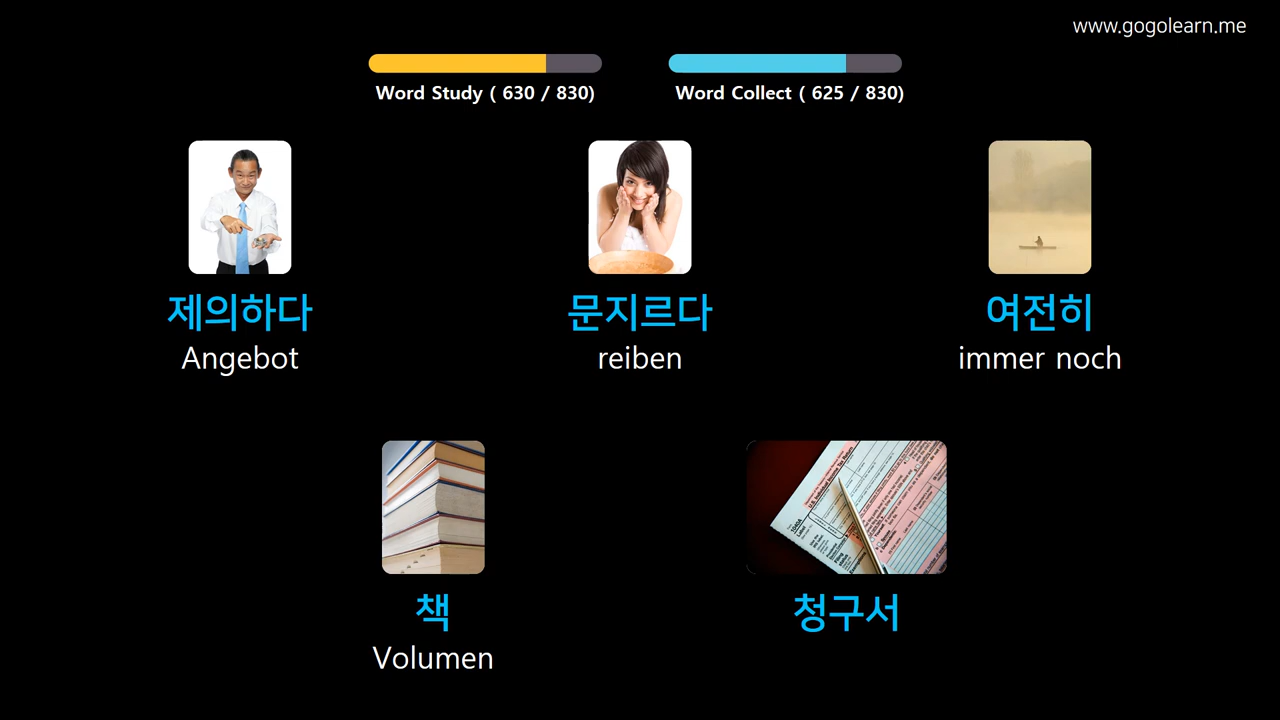 www.gogolearn.me
Word Study ( 630 / 830)
Word Collect ( 625 / 830)
제의하다
Angebot
문지르다
reiben
여전히
immer noch
책
Volumen
청구서